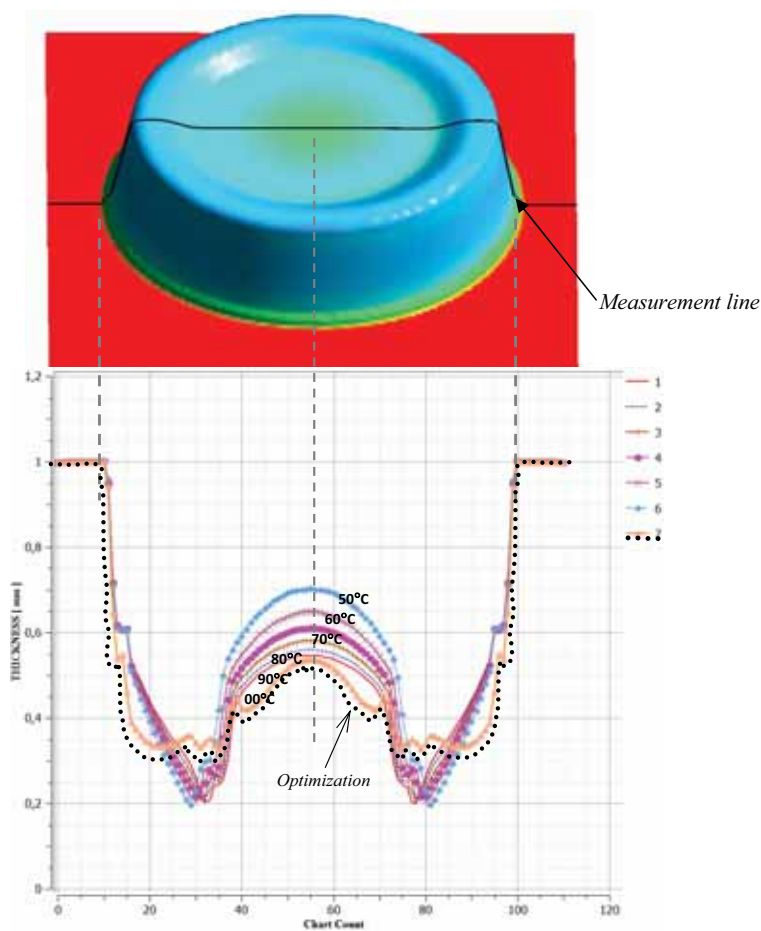 Measurement line
1,2
1
2
3
4
5
6
7
1
0,8
0,6
0,4
0,2
0
THICKNESS [ mm ]
50°C
60°C
70°C
80°C
90°C
00°C
Optimization
0
20
40
60
80
100
120
Chart Count